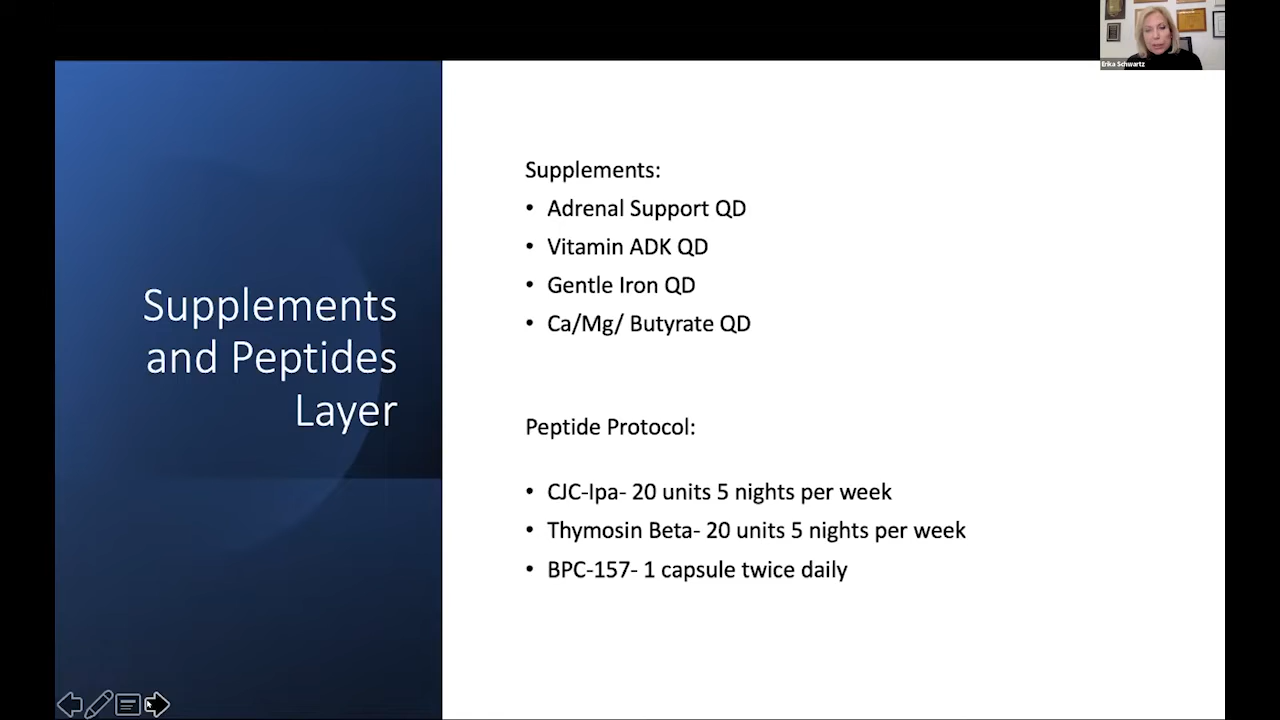 Erika Schwartz
Supplements
and Peptides
Layer
Supplements:
• Adrenal Support QD
• Vitamin ADK QD
• Gentle Iron QD
• Ca/Mg/ Butyrate QD
Peptide Protocol:
• CJC-Ipa- 20 units 5 nights per week
• Thymosin Beta- 20 units 5 nights per week
• BPC-157- 1 capsule twice daily